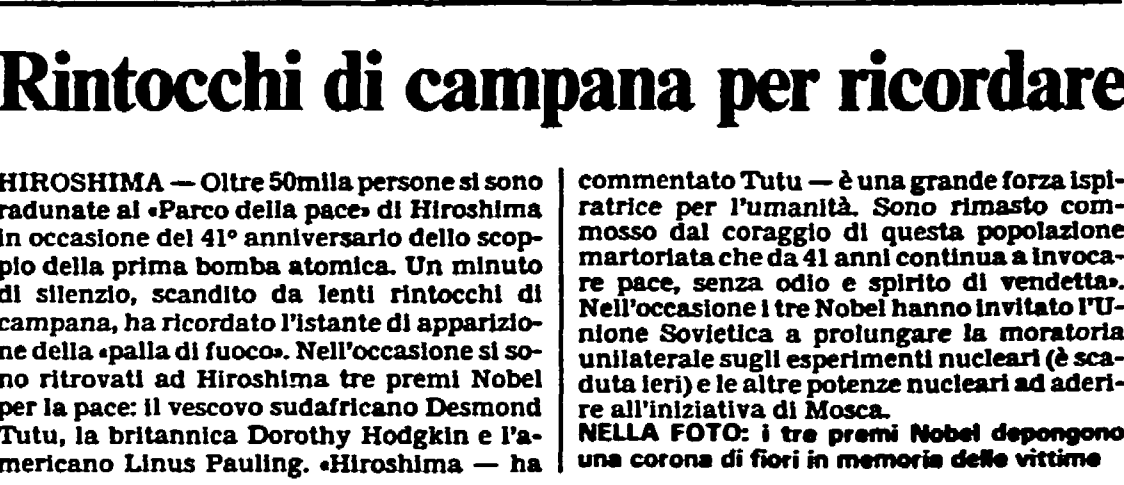 Rintocchi di campana per ricordare
HIROSHIMA — Oltre 50mila persone si sono
radunate al «Parco della pace» di Hiroshima
in occasione del 41° anniversario dello scop-
pio della prima bomba atomica. Un minuto
di silenzio, scandito da lenti rintocchi di
campana, ha ricordato l'istante di apparizio-
ne della «palla di fuoco». Nell'occasione si so-
no ritrovati ad Hiroshima tre premi Nobel
per la pace: il vescovo sudafricano Desmond
Tutu, la britannica Dorothy Hodgkin e l'a-
mericano Linus Pauling. «Hiroshima — ha
commentato Tutu — è una grande forza ispi-
ratrice per l'umanità. Sono rimasto com-
mosso dal coraggio di questa popolazione
martoriata che da 41 anni continua a invoca-
re pace, senza odio e spirito di vendetta».
Nell'occasione i tre Nobel hanno invitato l'U-
nione Sovietica a prolungare la moratoria
unilaterale sugli esperimenti nucleari (è sca-
duta ieri) e le altre potenze nucleari ad aderi-
re all'iniziativa di Mosca.
NELLA FOTO: i tre premi Nobel depongono
una corona di fiori in memoria delle vittime